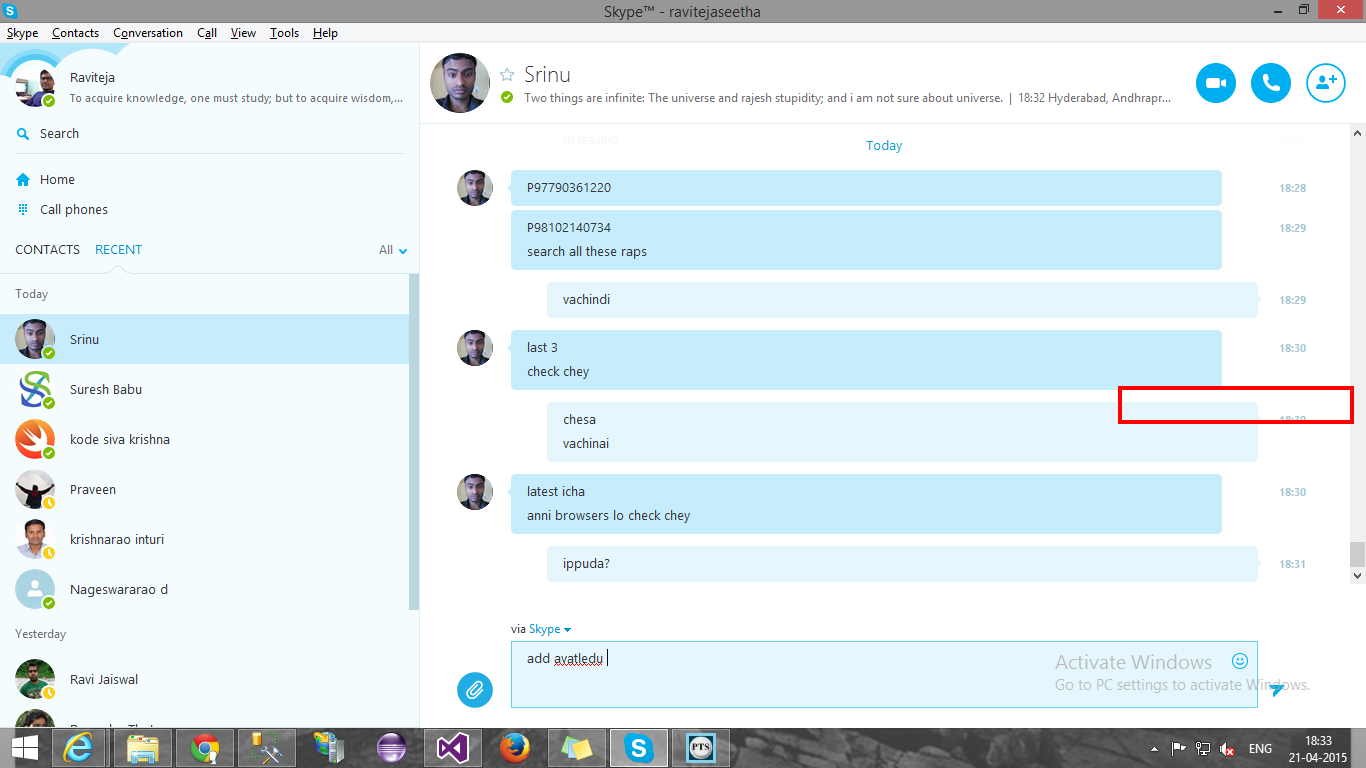 Skype™ - ravitejaseetha
Skype Contacts Conversation Call View Tools Help
Raviteja
To acquire knowledge, one must study; but to acquire wisdom,...
Search
Home
Call phones
CONTACTS RECENT All
Today
Srinu
Suresh Babu
kode siva krishna
Praveen
krishnarao inturi
Nageswararao d
Yesterday
Ravi Jaiswal
Srinu
Two things are infinite: The universe and rajesh stupidity; and i am not sure about universe. | 18:32 Hyderabad, Andhrapr...
m leaving
Today
P97790361220 18:28
P98102140734 18:29
search all these raps
vachindi 18:29
last 3 18:30
check chey
chesa 18:30
vachinai
latest icha 18:30
anni browsers lo check chey
ippuda? 18:31
via Skype
add avatledu
Activate Windows
Go to PC settings to activate Windows.
PTS
ENG
18:33
21-04-2015